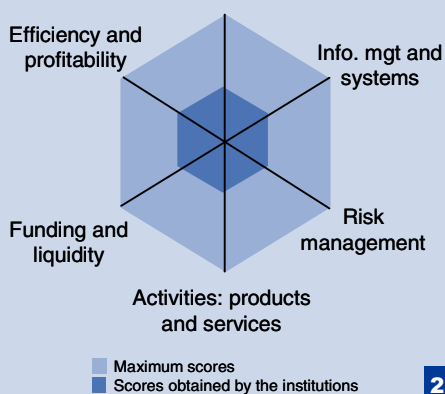 Efficiency and
profitability
Info. mgt and
systems
Funding and
liquidity
Risk
management
Activities: products
and services
Maximum scores
Scores obtained by the institutions
2